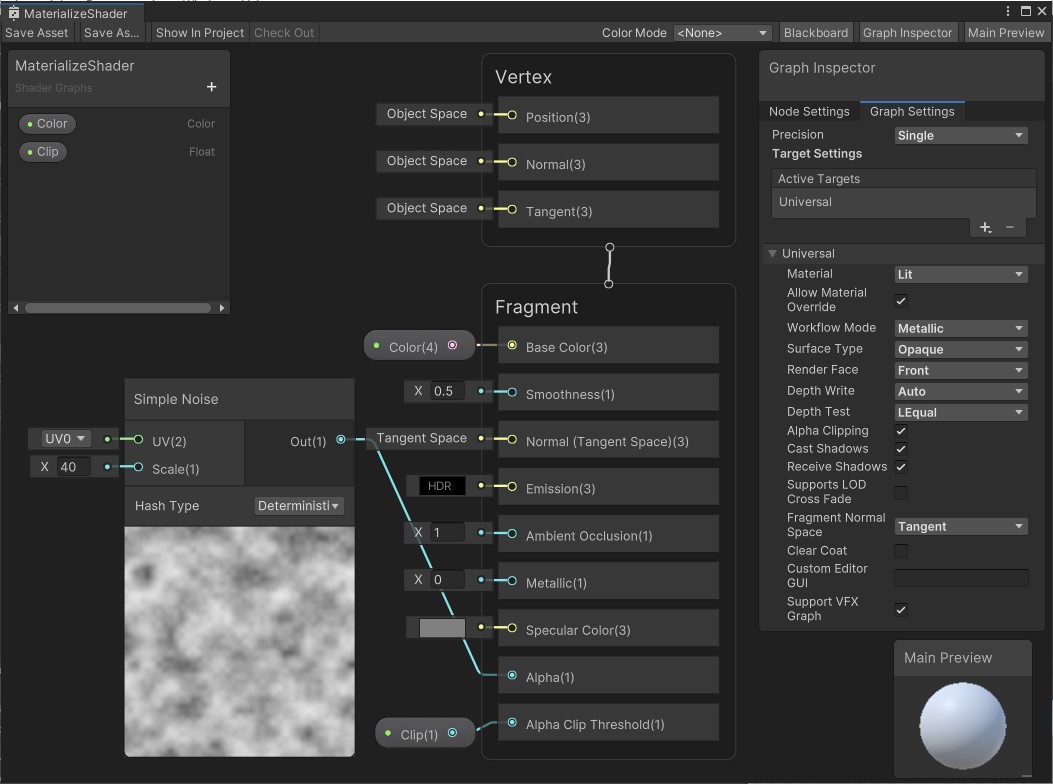 MaterializeShader
Save Asset Save As... Show In Project Check Out Color Mode <None> Blackboard Graph Inspector Main Preview
MaterializeShader
Shader Graphs
+
Color Color
Clip Float
Vertex
Object Space Position(3)
Object Space Normal(3)
Object Space Tangent(3)
Fragment
Color(4) Base Color(3)
X 0.5 Smoothness(1)
Tangent Space Normal (Tangent Space)(3)
HDR Emission(3)
X 1 Ambient Occlusion(1)
X 0 Metallic(1)
Specular Color(3)
Alpha(1)
Clip(1) Alpha Clip Threshold(1)
Simple Noise
UV0 UV(2) Out(1)
X 40 Scale(1)
Hash Type Deterministi
Graph Inspector
Node Settings Graph Settings
Precision Single
Target Settings
Active Targets
Universal
+ −
Universal
Material Lit
Allow Material
Override
Workflow Mode Metallic
Surface Type Opaque
Render Face Front
Depth Write Auto
Depth Test LEqual
Alpha Clipping
Cast Shadows
Receive Shadows
Supports LOD
Cross Fade
Fragment Normal
Space Tangent
Clear Coat
Custom Editor
GUI
Support VFX
Graph
Main Preview